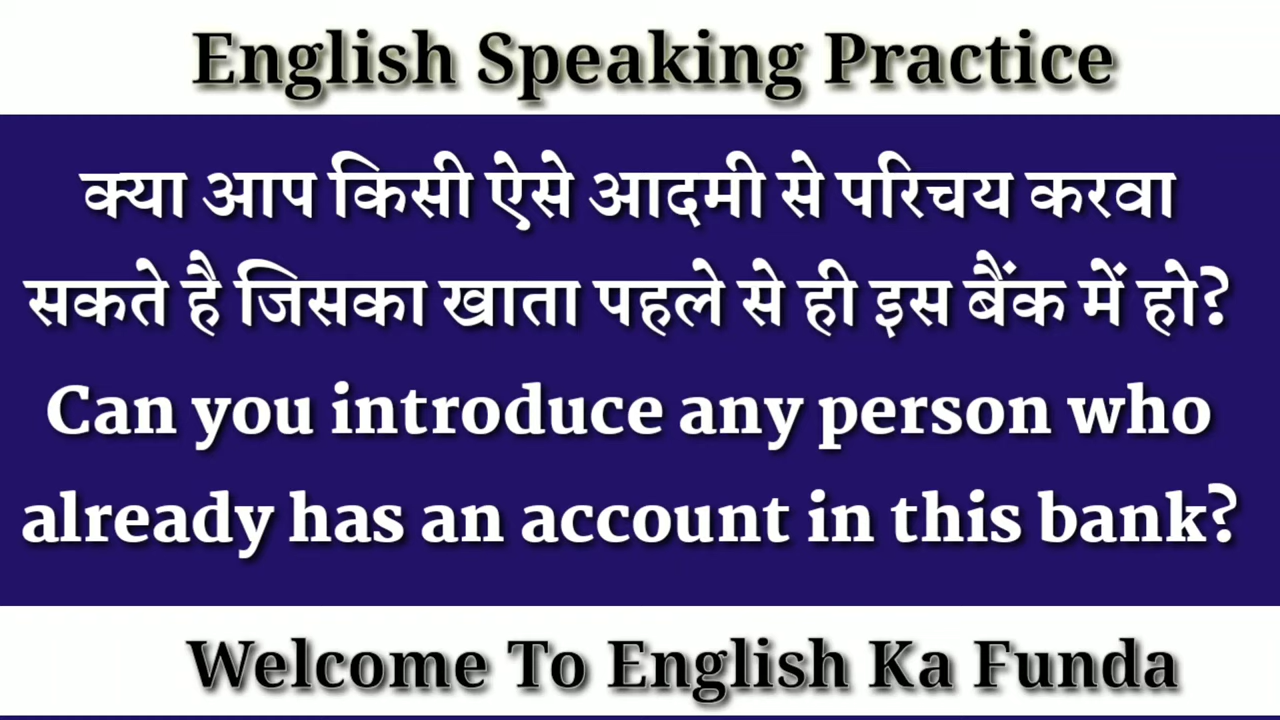 English Speaking Practice
क्या आप किसी ऐसे आदमी से परिचय करवा
सकते है जिसका खाता पहले से ही इस बैंक में हो?
Can you introduce any person who
already has an account in this bank?
Welcome To English Ka Funda